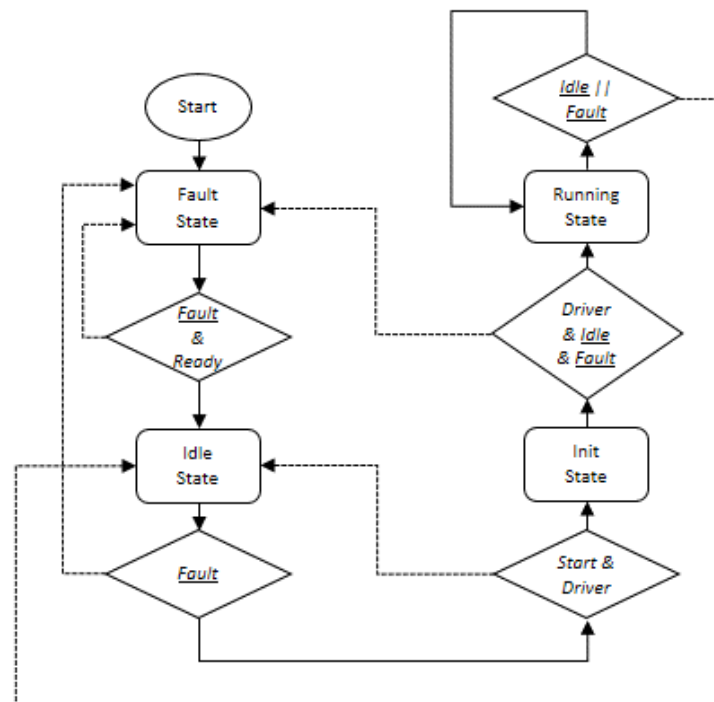 Start
Fault
State
Fault
&
Ready
Idle
State
Fault
Idle ||
Fault
Running
State
Driver
& Idle
& Fault
Init
State
Start &
Driver